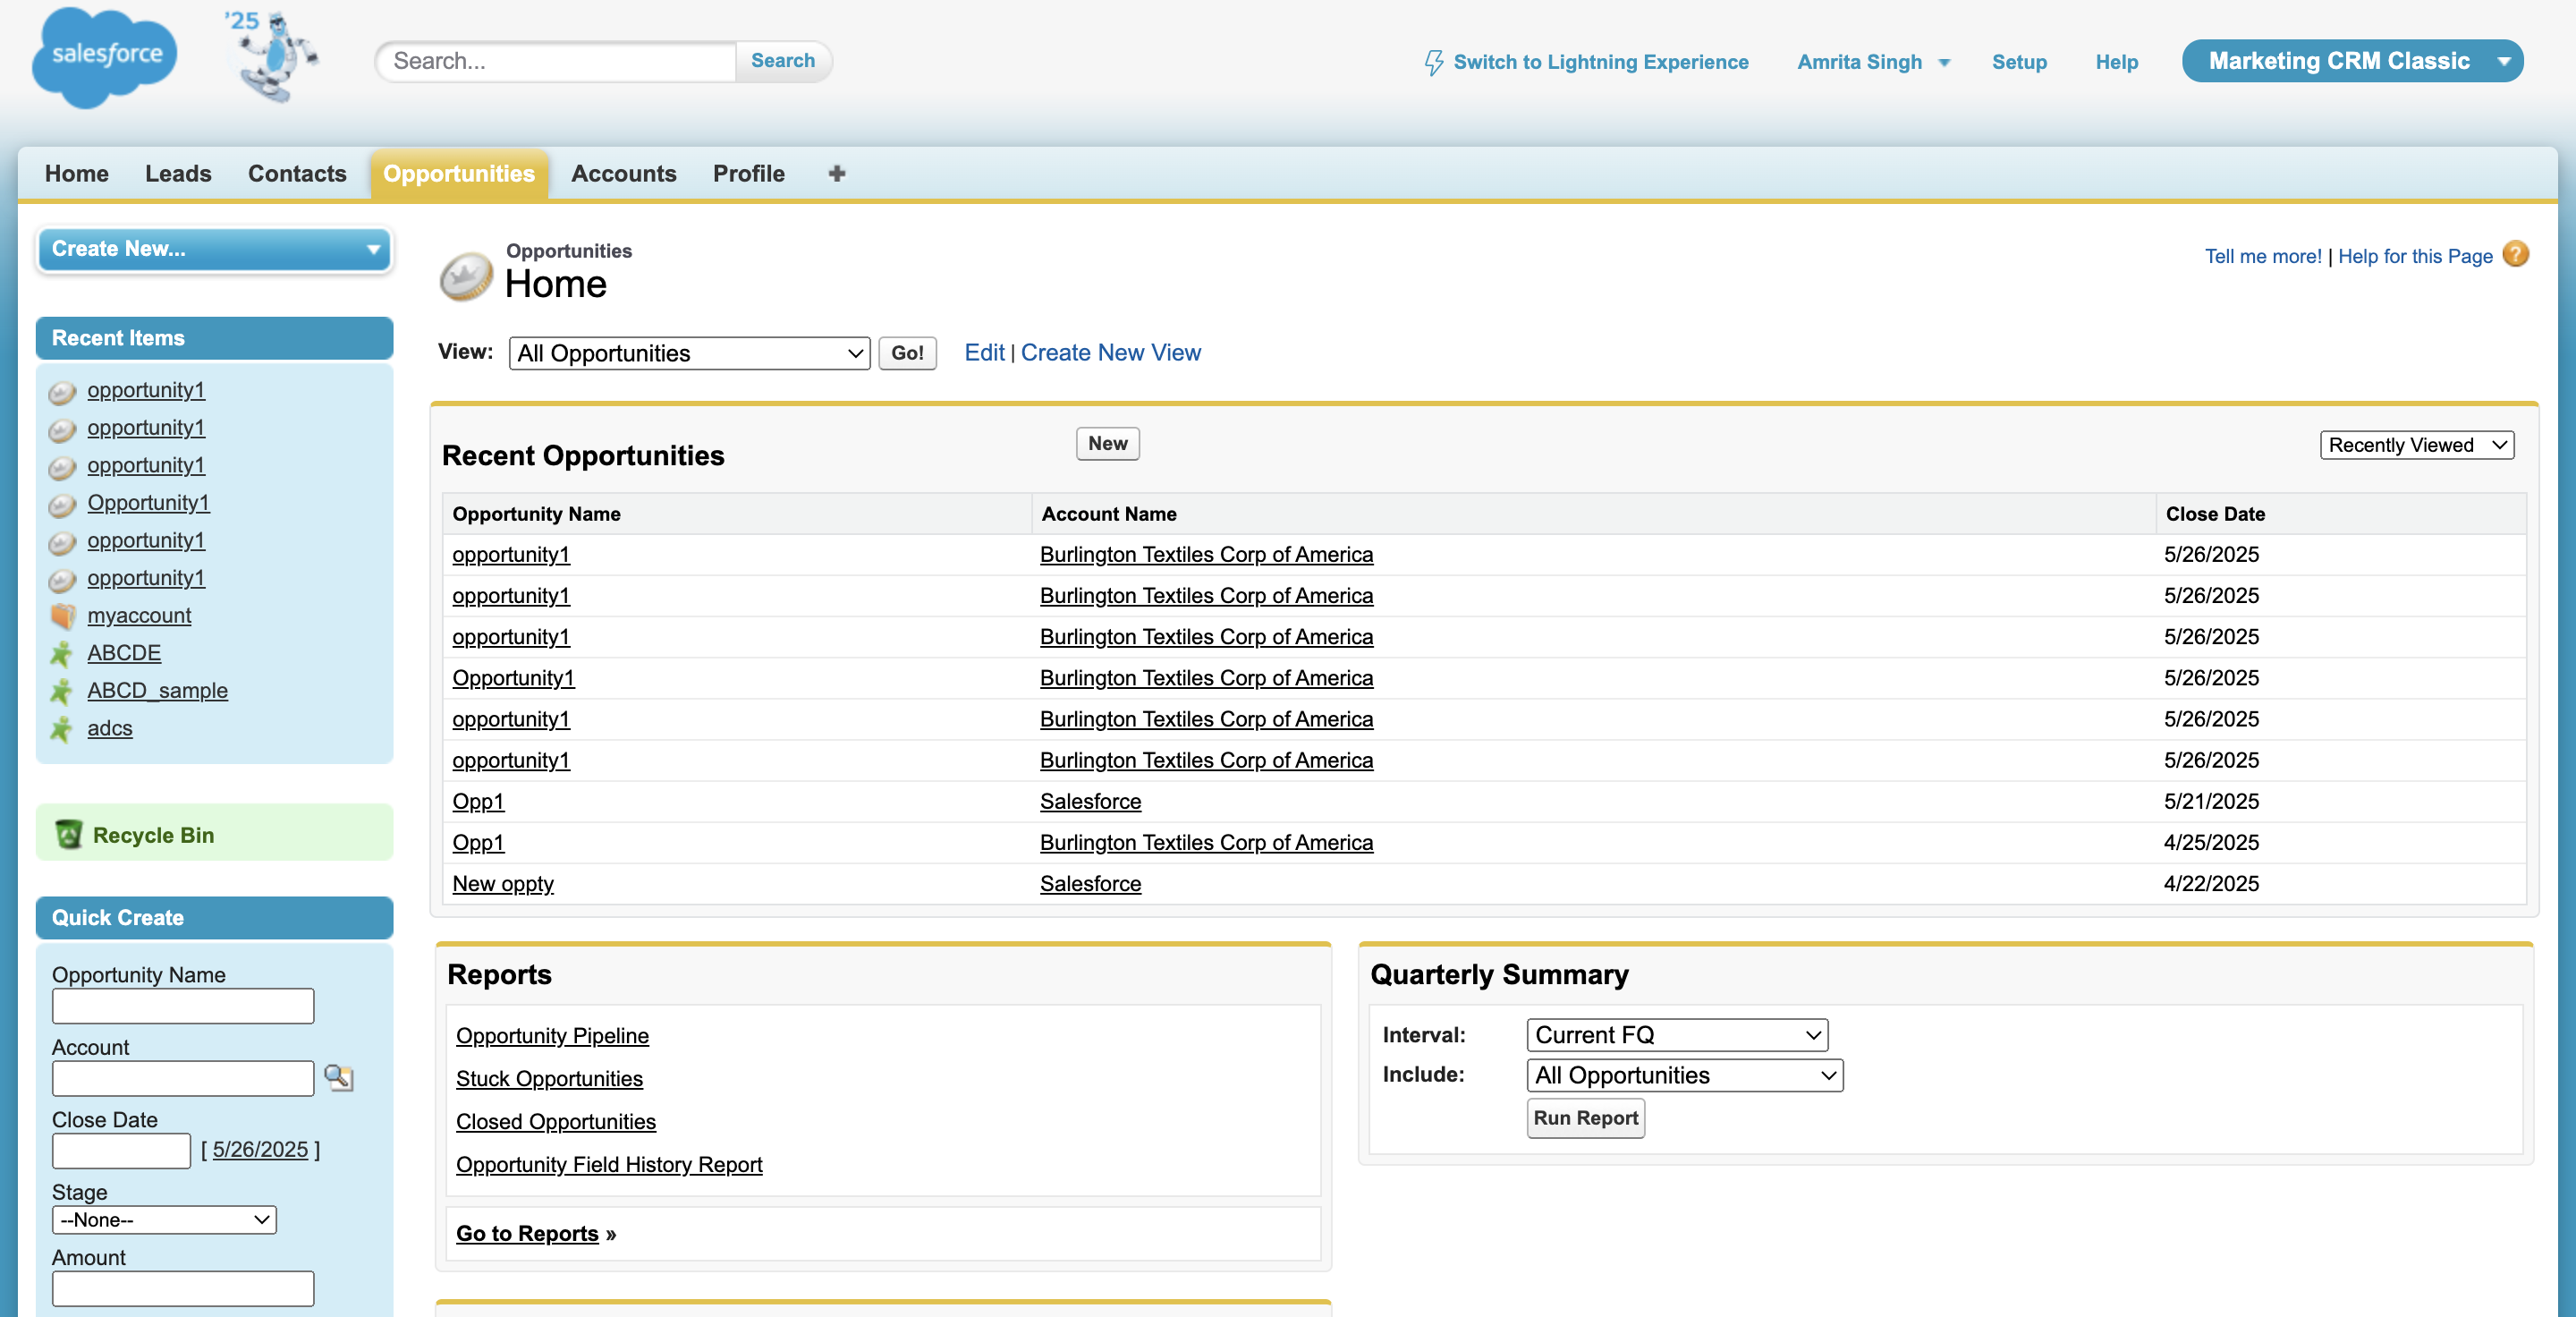 salesforce
'25
Search...
Search
Switch to Lightning Experience
Amrita Singh
Setup
Help
Marketing CRM Classic
Home
Leads
Contacts
Opportunities
Accounts
Profile
Create New...
Recent Items
opportunity1
opportunity1
opportunity1
Opportunity1
opportunity1
opportunity1
myaccount
ABCDE
ABCD_sample
adcs
Recycle Bin
Quick Create
Opportunity Name
Account
Close Date
[ 5/26/2025 ]
Stage
--None--
Amount
Opportunities
Home
Tell me more! | Help for this Page
View: All Opportunities Go! Edit | Create New View
Recent Opportunities New Recently Viewed
Opportunity Name Account Name Close Date
opportunity1 Burlington Textiles Corp of America 5/26/2025
opportunity1 Burlington Textiles Corp of America 5/26/2025
opportunity1 Burlington Textiles Corp of America 5/26/2025
Opportunity1 Burlington Textiles Corp of America 5/26/2025
opportunity1 Burlington Textiles Corp of America 5/26/2025
opportunity1 Burlington Textiles Corp of America 5/26/2025
Opp1 Salesforce 5/21/2025
Opp1 Burlington Textiles Corp of America 4/25/2025
New oppty Salesforce 4/22/2025
Reports
Opportunity Pipeline
Stuck Opportunities
Closed Opportunities
Opportunity Field History Report
Go to Reports »
Quarterly Summary
Interval: Current FQ
Include: All Opportunities
Run Report